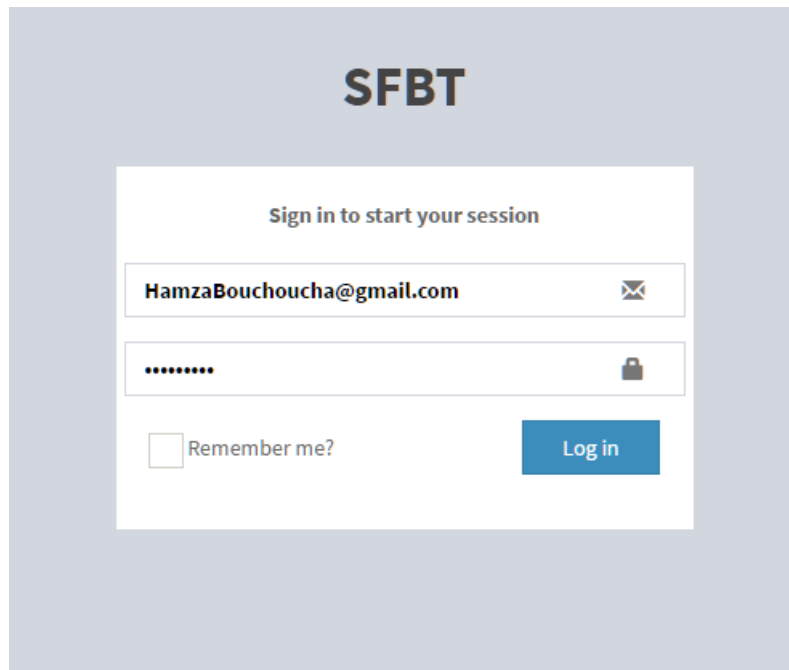 SFBT
Sign in to start your session
HamzaBouchoucha@gmail.com
•••••••••
Remember me?
Log in